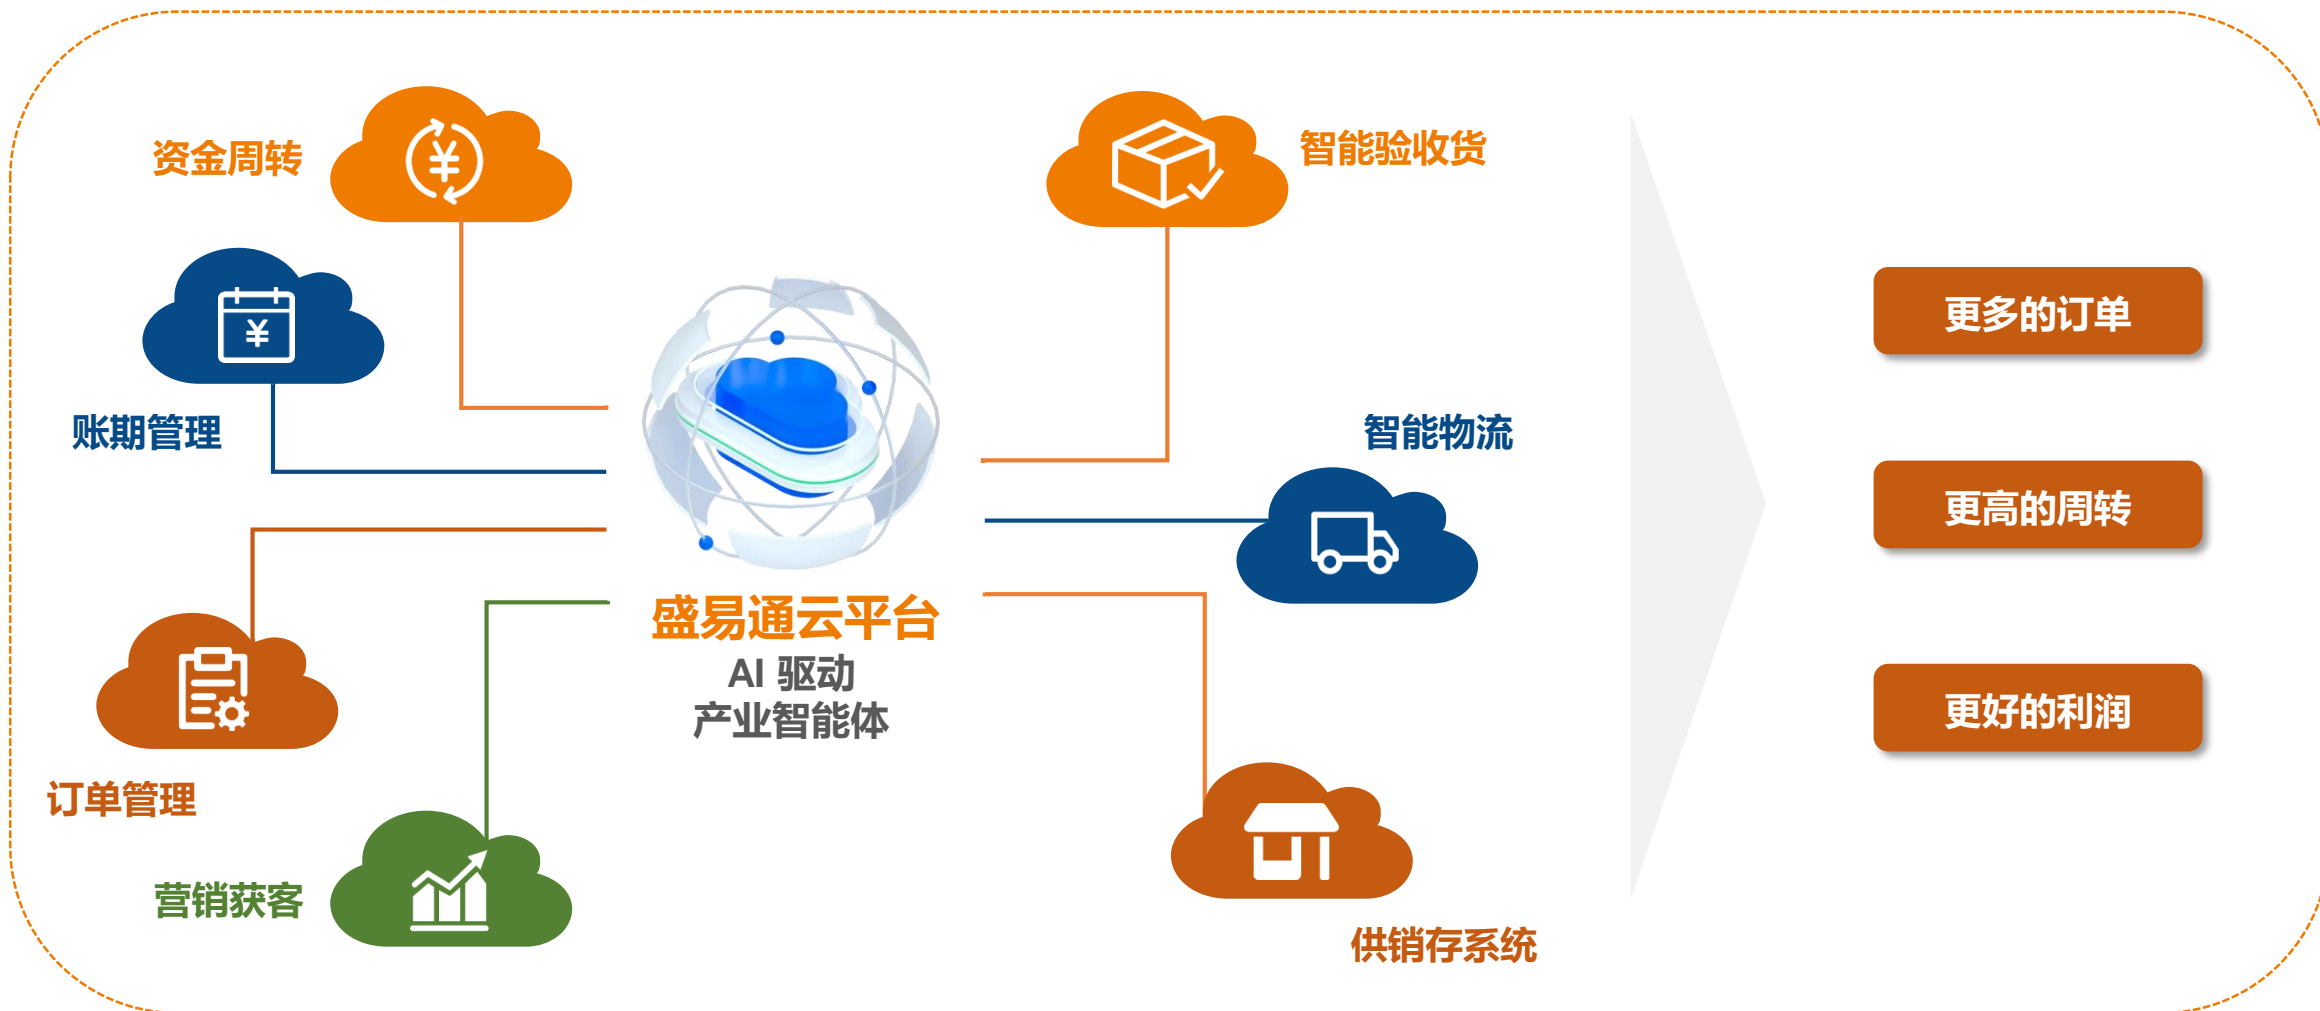 资金周转
账期管理
订单管理
营销获客
盛易通云平台
AI 驱动
产业智能体
智能验收货
智能物流
供销存系统
更多的订单
更高的周转
更好的利润